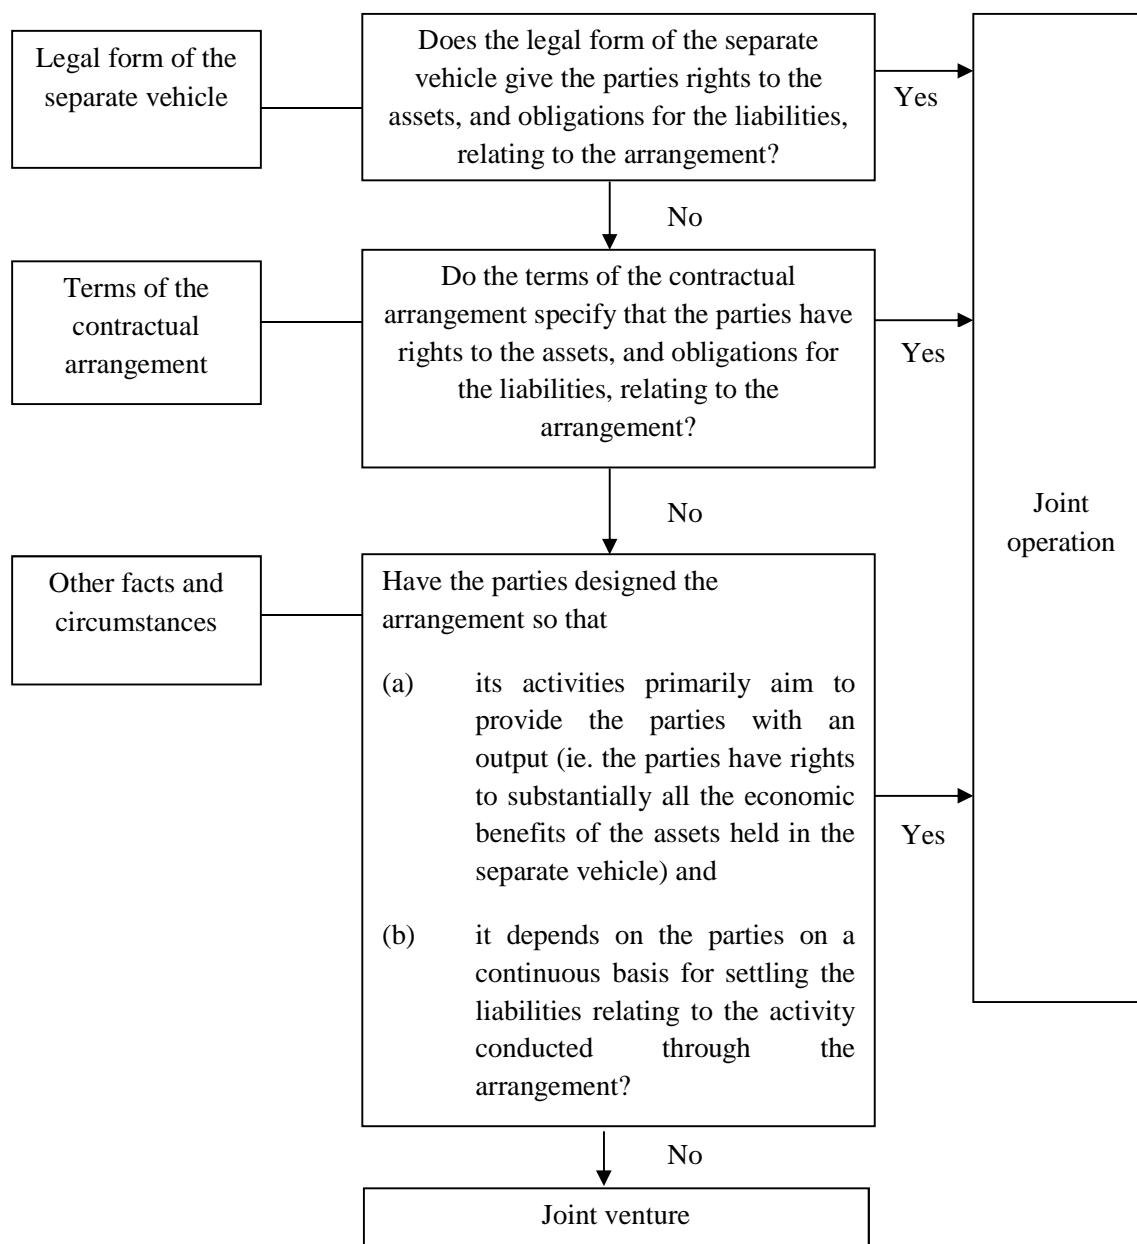 Legal form of the
separate vehicle
Does the legal form of the separate
vehicle give the parties rights to the
assets, and obligations for the liabilities,
relating to the arrangement?
Yes
No
Terms of the
contractual
arrangement
Do the terms of the contractual
arrangement specify that the parties have
rights to the assets, and obligations for
the liabilities, relating to the
arrangement?
Yes
No
Joint
operation
Other facts and
circumstances
Have the parties designed the
arrangement so that
(a) its activities primarily aim to
provide the parties with an
output (ie. the parties have rights
to substantially all the economic
benefits of the assets held in the
separate vehicle) and
(b) it depends on the parties on a
continuous basis for settling the
liabilities relating to the activity
conducted through the
arrangement?
Yes
No
Joint venture